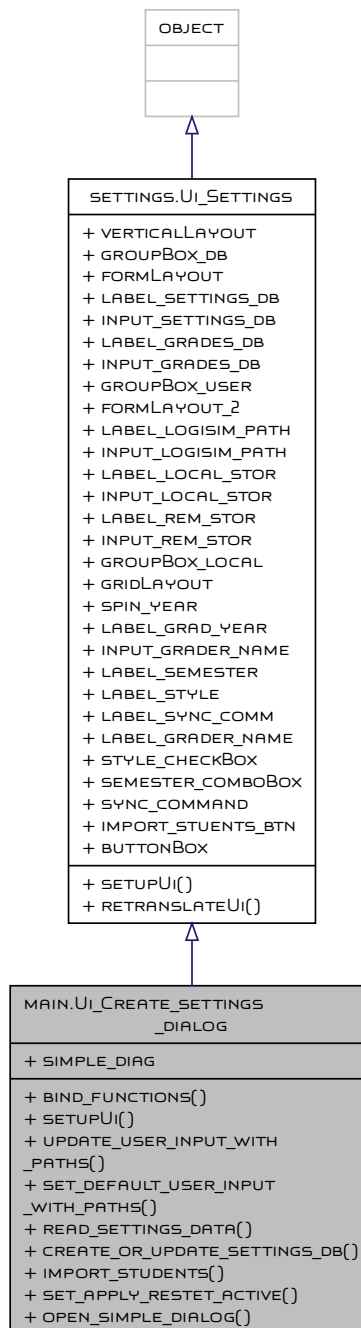 object
settings.Ui_Settings
+ verticalLayout
+ groupBox_db
+ formLayout
+ label_settings_db
+ input_settings_db
+ label_grades_db
+ input_grades_db
+ groupBox_user
+ formLayout_2
+ label_logisim_path
+ input_logisim_path
+ label_local_stor
+ input_local_stor
+ label_rem_stor
+ input_rem_stor
+ groupBox_local
+ gridLayout
+ spin_year
+ label_grad_year
+ input_grader_name
+ label_semester
+ label_style
+ label_sync_comm
+ label_grader_name
+ style_checkBox
+ semester_comboBox
+ sync_command
+ import_stuents_btn
+ buttonBox
+ setupUi()
+ retranslateUi()
main.Ui_Create_settings
_dialog
+ simple_diag
+ bind_functions()
+ setupUi()
+ update_user_input_with
_paths()
+ set_default_user_input
_with_paths()
+ read_settings_data()
+ create_or_update_settings_db()
+ import_students()
+ set_apply_restet_active()
+ open_simple_dialog()